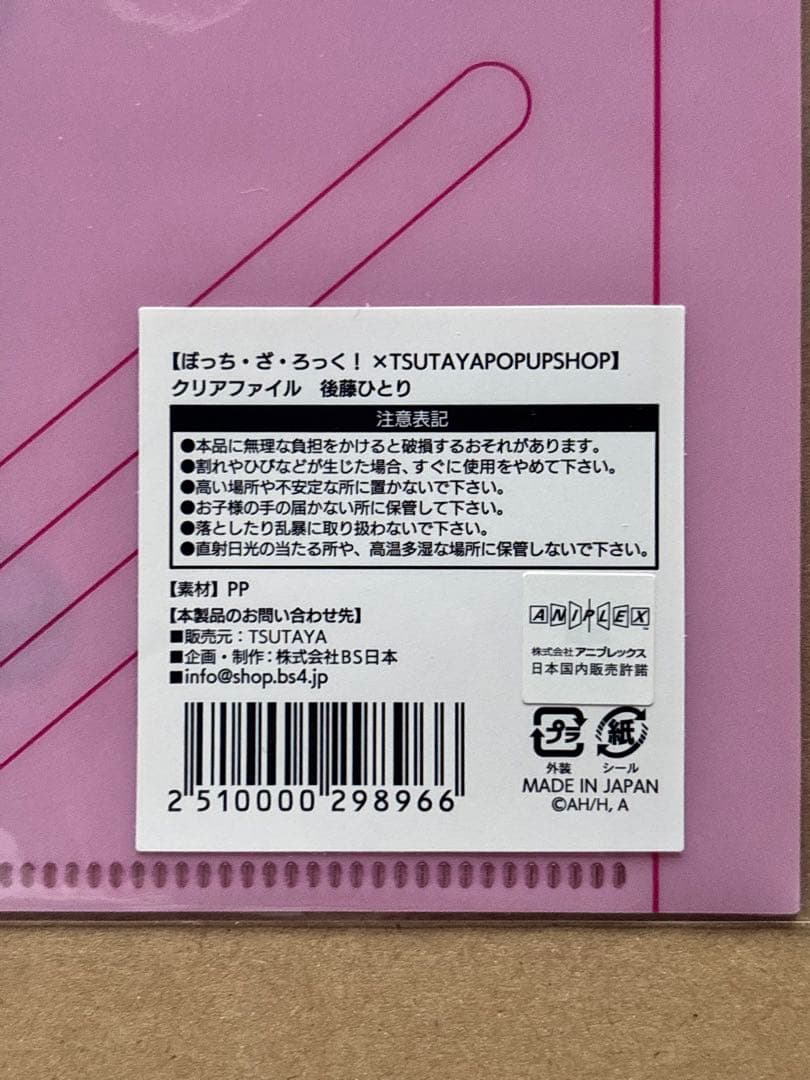 【ぼっち・ざ・ろっく！×TSUTAYAPOPUPSHOP】
クリアファイル　後藤ひとり
注意表記
●本品に無理な負担をかけると破損するおそれがあります。
●割れやひびなどが生じた場合、すぐに使用をやめて下さい。
●高い場所や不安定な所に置かないで下さい。
●お子様の手の届かない所に保管して下さい。
●落としたり乱暴に取り扱わないで下さい。
●直射日光の当たる所や、高温多湿な場所に保管しないで下さい。
【素材】PP
【本製品のお問い合わせ先】
■販売元：TSUTAYA
■企画・制作：株式会社BS日本
■info@shop.bs4.jp
2 510000 298966
ANIPLEX
株式会社アニプレックス
日本国内販売許諾
プラ 紙
外装 シール
MADE IN JAPAN
©AH/H, A